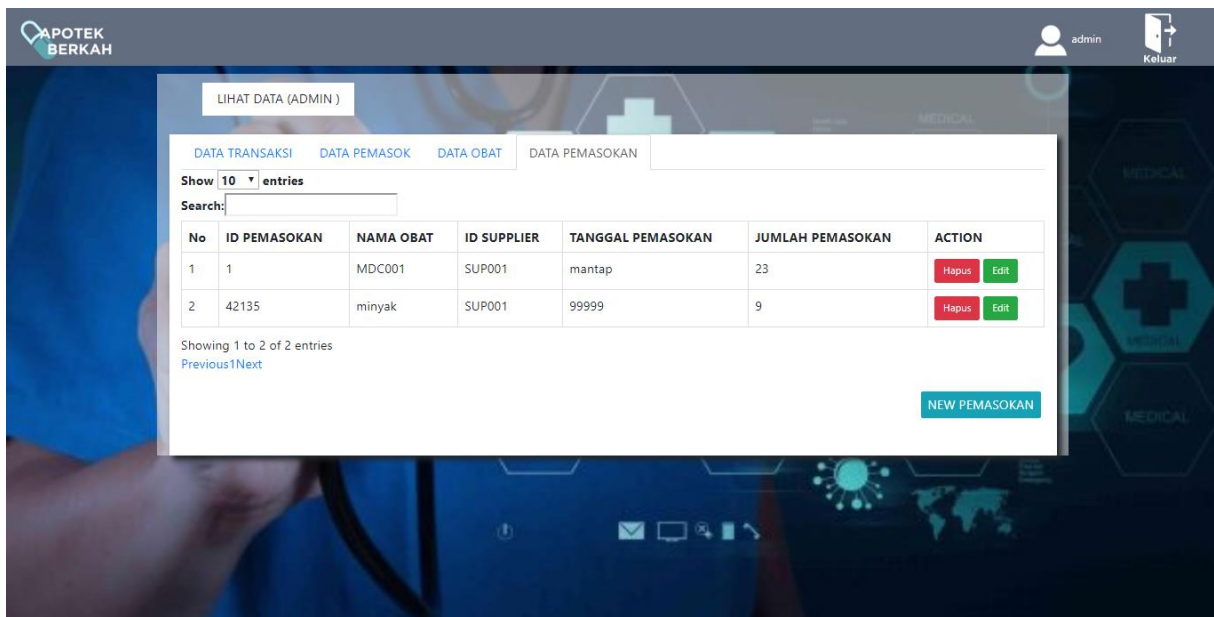 APOTEK
BERKAH
admin
Keluar
LIHAT DATA (ADMIN )
DATA TRANSAKSI DATA PEMASOK DATA OBAT DATA PEMASOKAN
Show 10 entries
Search:
No ID PEMASOKAN NAMA OBAT ID SUPPLIER TANGGAL PEMASOKAN JUMLAH PEMASOKAN ACTION
1 1 MDC001 SUP001 mantap 23 Hapus Edit
2 42135 minyak SUP001 99999 9 Hapus Edit
Showing 1 to 2 of 2 entries
Previous1Next
NEW PEMASOKAN
MEDICAL
MEDICAL
MEDICAL
MEDICAL